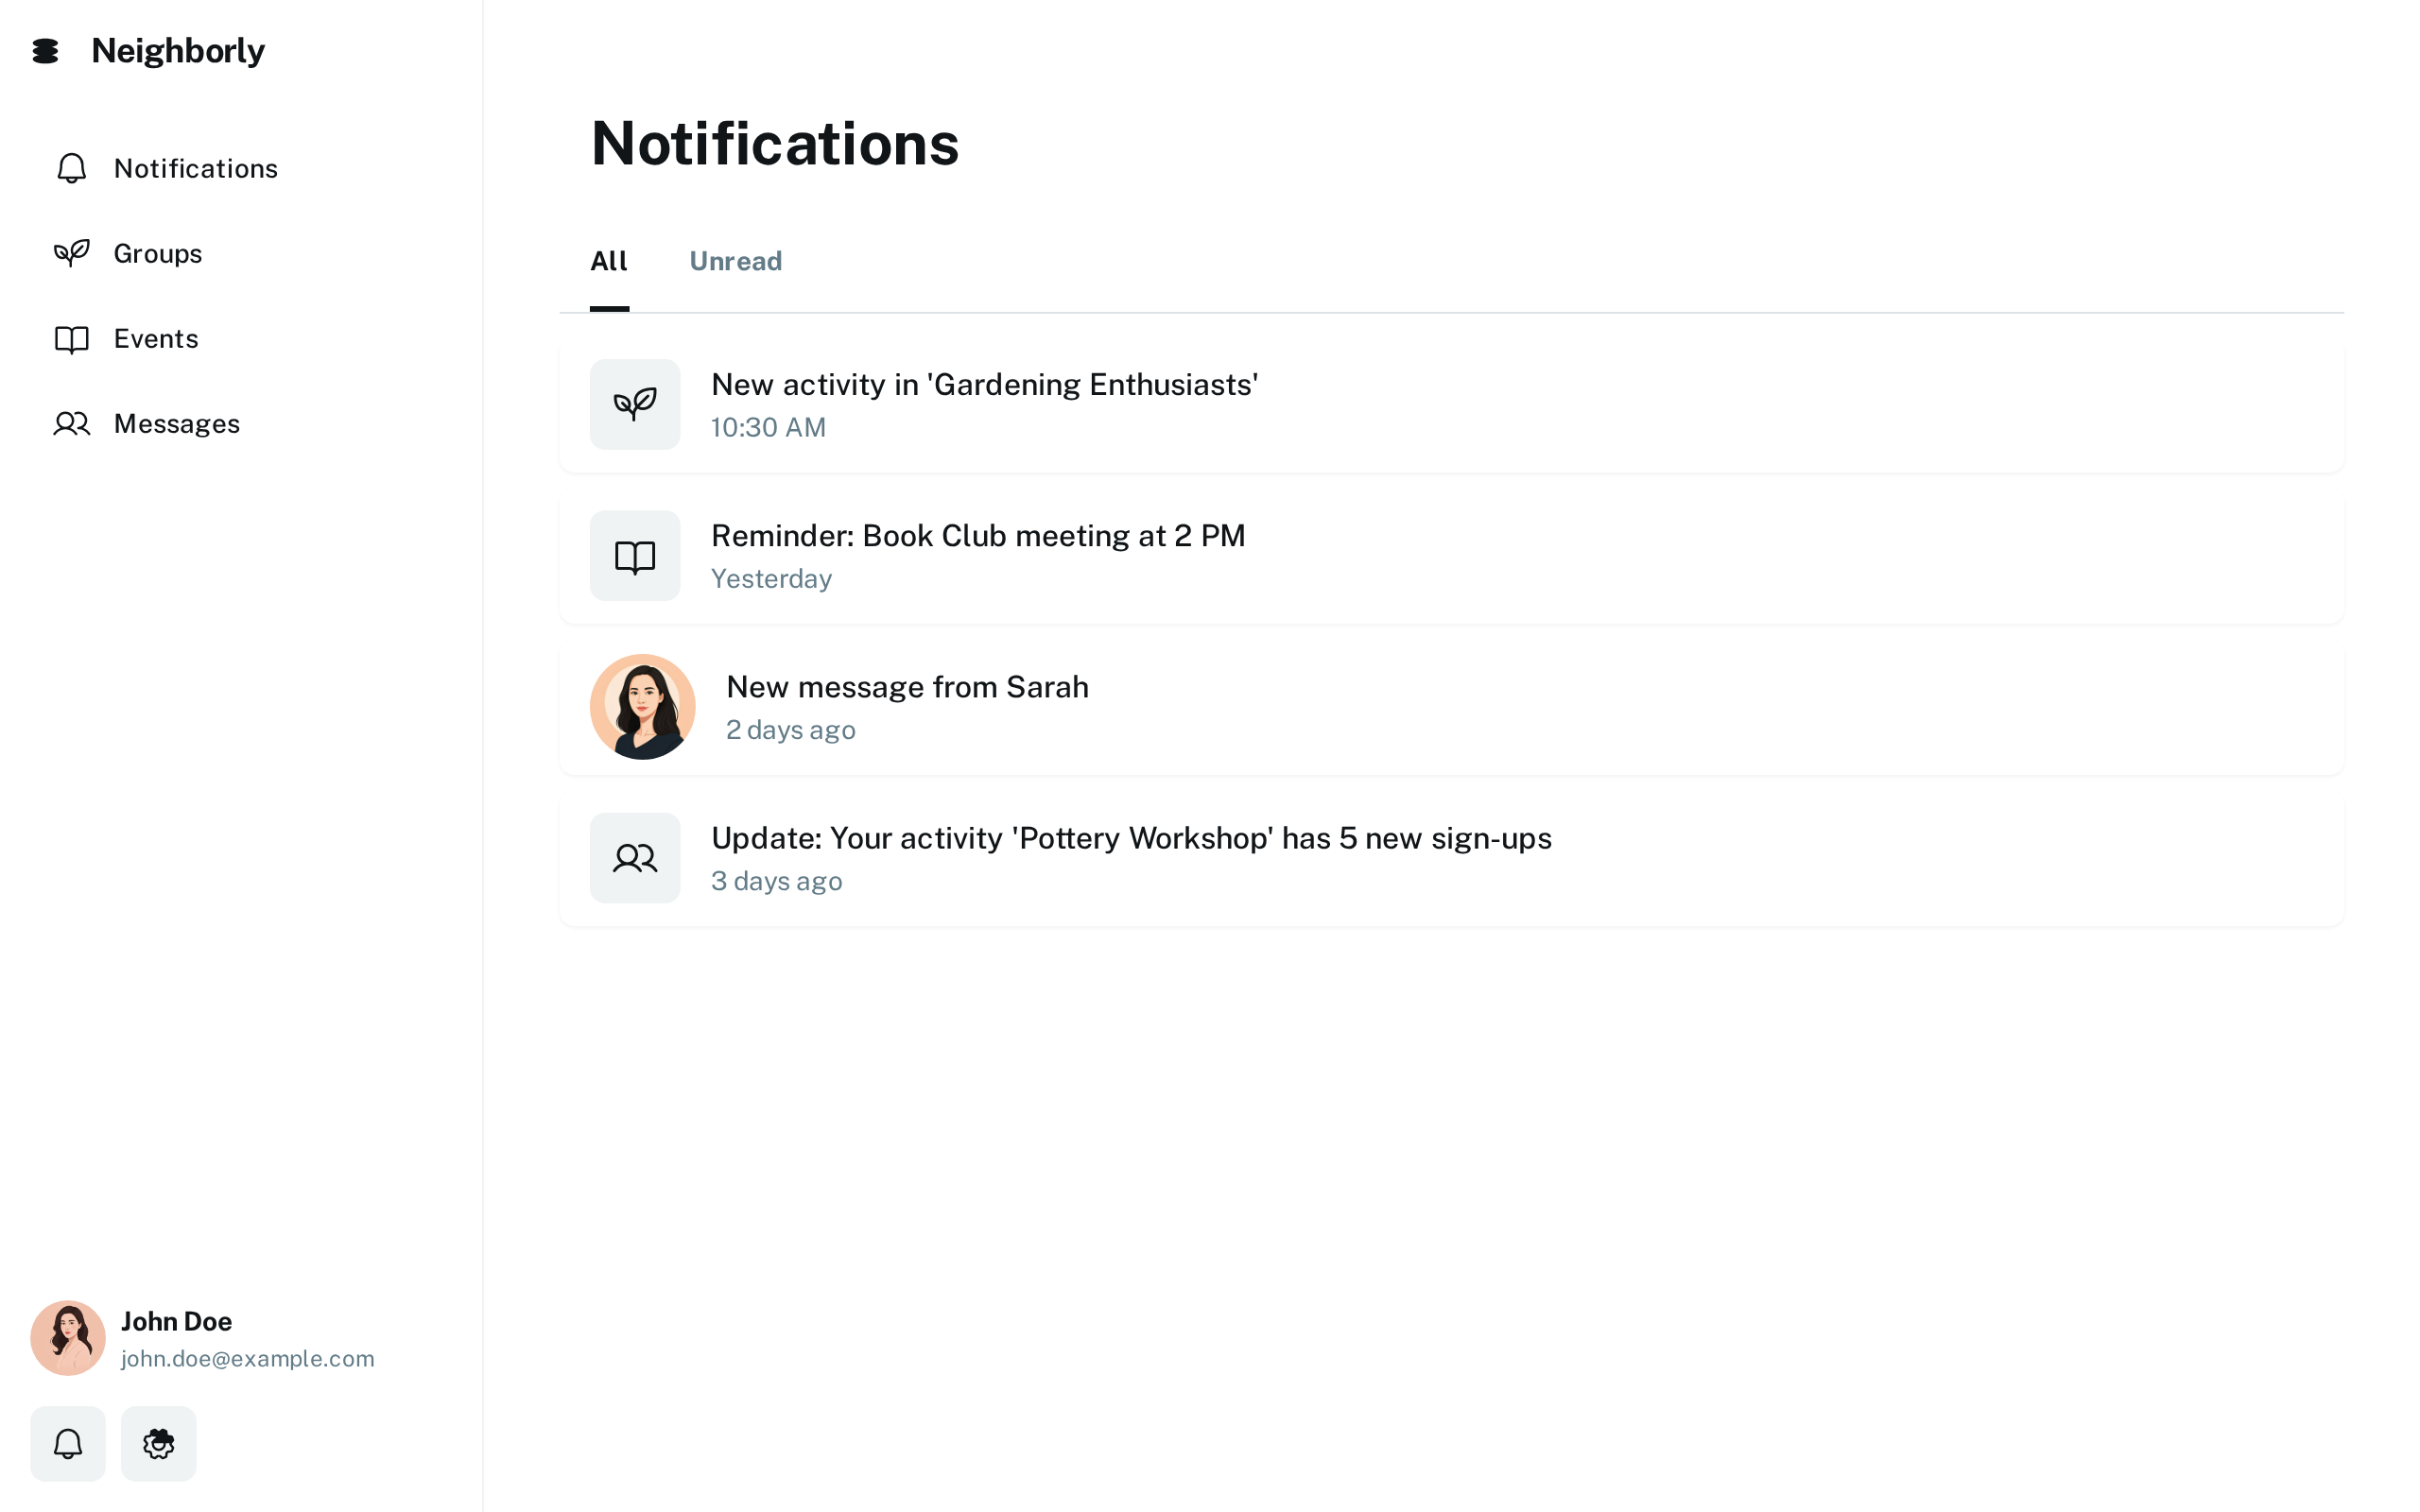 Neighborly
Notifications
Groups
Events
Messages
John Doe
john.doe@example.com
Notifications
All
Unread
New activity in 'Gardening Enthusiasts'
10:30 AM
Reminder: Book Club meeting at 2 PM
Yesterday
New message from Sarah
2 days ago
Update: Your activity 'Pottery Workshop' has 5 new sign-ups
3 days ago